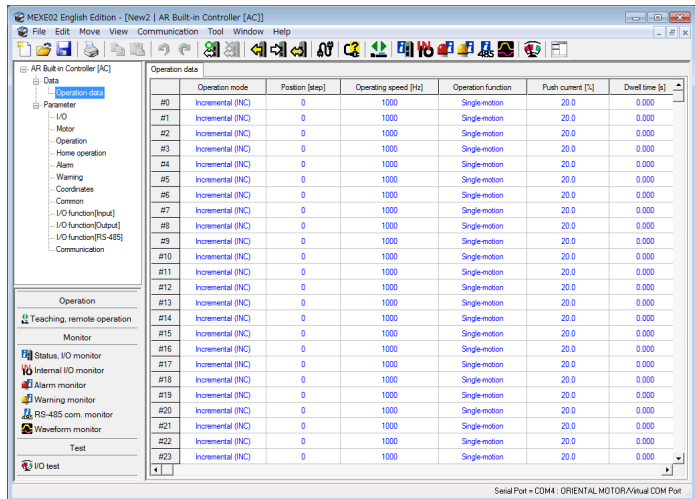 MEXE02 English Edition - [New2 | AR Built-in Controller [AC]]
File Edit Move View Communication Tool Window Help
AR Built-in Controller [AC]
Data
Operation data
Parameter
I/O
Motor
Operation
Home operation
Alarm
Warning
Coordinates
Common
I/O function[Input]
I/O function[Output]
I/O function[RS-485]
Communication
Operation
Teaching, remote operation
Monitor
Status, I/O monitor
Internal I/O monitor
Alarm monitor
Warning monitor
RS-485 com. monitor
Waveform monitor
Test
I/O test
Operation data
Operation mode Position [step] Operating speed [Hz] Operation function Push current [%] Dwell time [s]
#0 Incremental (INC) 0 1000 Single-motion 20.0 0.000
#1 Incremental (INC) 0 1000 Single-motion 20.0 0.000
#2 Incremental (INC) 0 1000 Single-motion 20.0 0.000
#3 Incremental (INC) 0 1000 Single-motion 20.0 0.000
#4 Incremental (INC) 0 1000 Single-motion 20.0 0.000
#5 Incremental (INC) 0 1000 Single-motion 20.0 0.000
#6 Incremental (INC) 0 1000 Single-motion 20.0 0.000
#7 Incremental (INC) 0 1000 Single-motion 20.0 0.000
#8 Incremental (INC) 0 1000 Single-motion 20.0 0.000
#9 Incremental (INC) 0 1000 Single-motion 20.0 0.000
#10 Incremental (INC) 0 1000 Single-motion 20.0 0.000
#11 Incremental (INC) 0 1000 Single-motion 20.0 0.000
#12 Incremental (INC) 0 1000 Single-motion 20.0 0.000
#13 Incremental (INC) 0 1000 Single-motion 20.0 0.000
#14 Incremental (INC) 0 1000 Single-motion 20.0 0.000
#15 Incremental (INC) 0 1000 Single-motion 20.0 0.000
#16 Incremental (INC) 0 1000 Single-motion 20.0 0.000
#17 Incremental (INC) 0 1000 Single-motion 20.0 0.000
#18 Incremental (INC) 0 1000 Single-motion 20.0 0.000
#19 Incremental (INC) 0 1000 Single-motion 20.0 0.000
#20 Incremental (INC) 0 1000 Single-motion 20.0 0.000
#21 Incremental (INC) 0 1000 Single-motion 20.0 0.000
#22 Incremental (INC) 0 1000 Single-motion 20.0 0.000
#23 Incremental (INC) 0 1000 Single-motion 20.0 0.000
Serial Port = COM4 : ORIENTAL MOTOR/Virtual COM Port